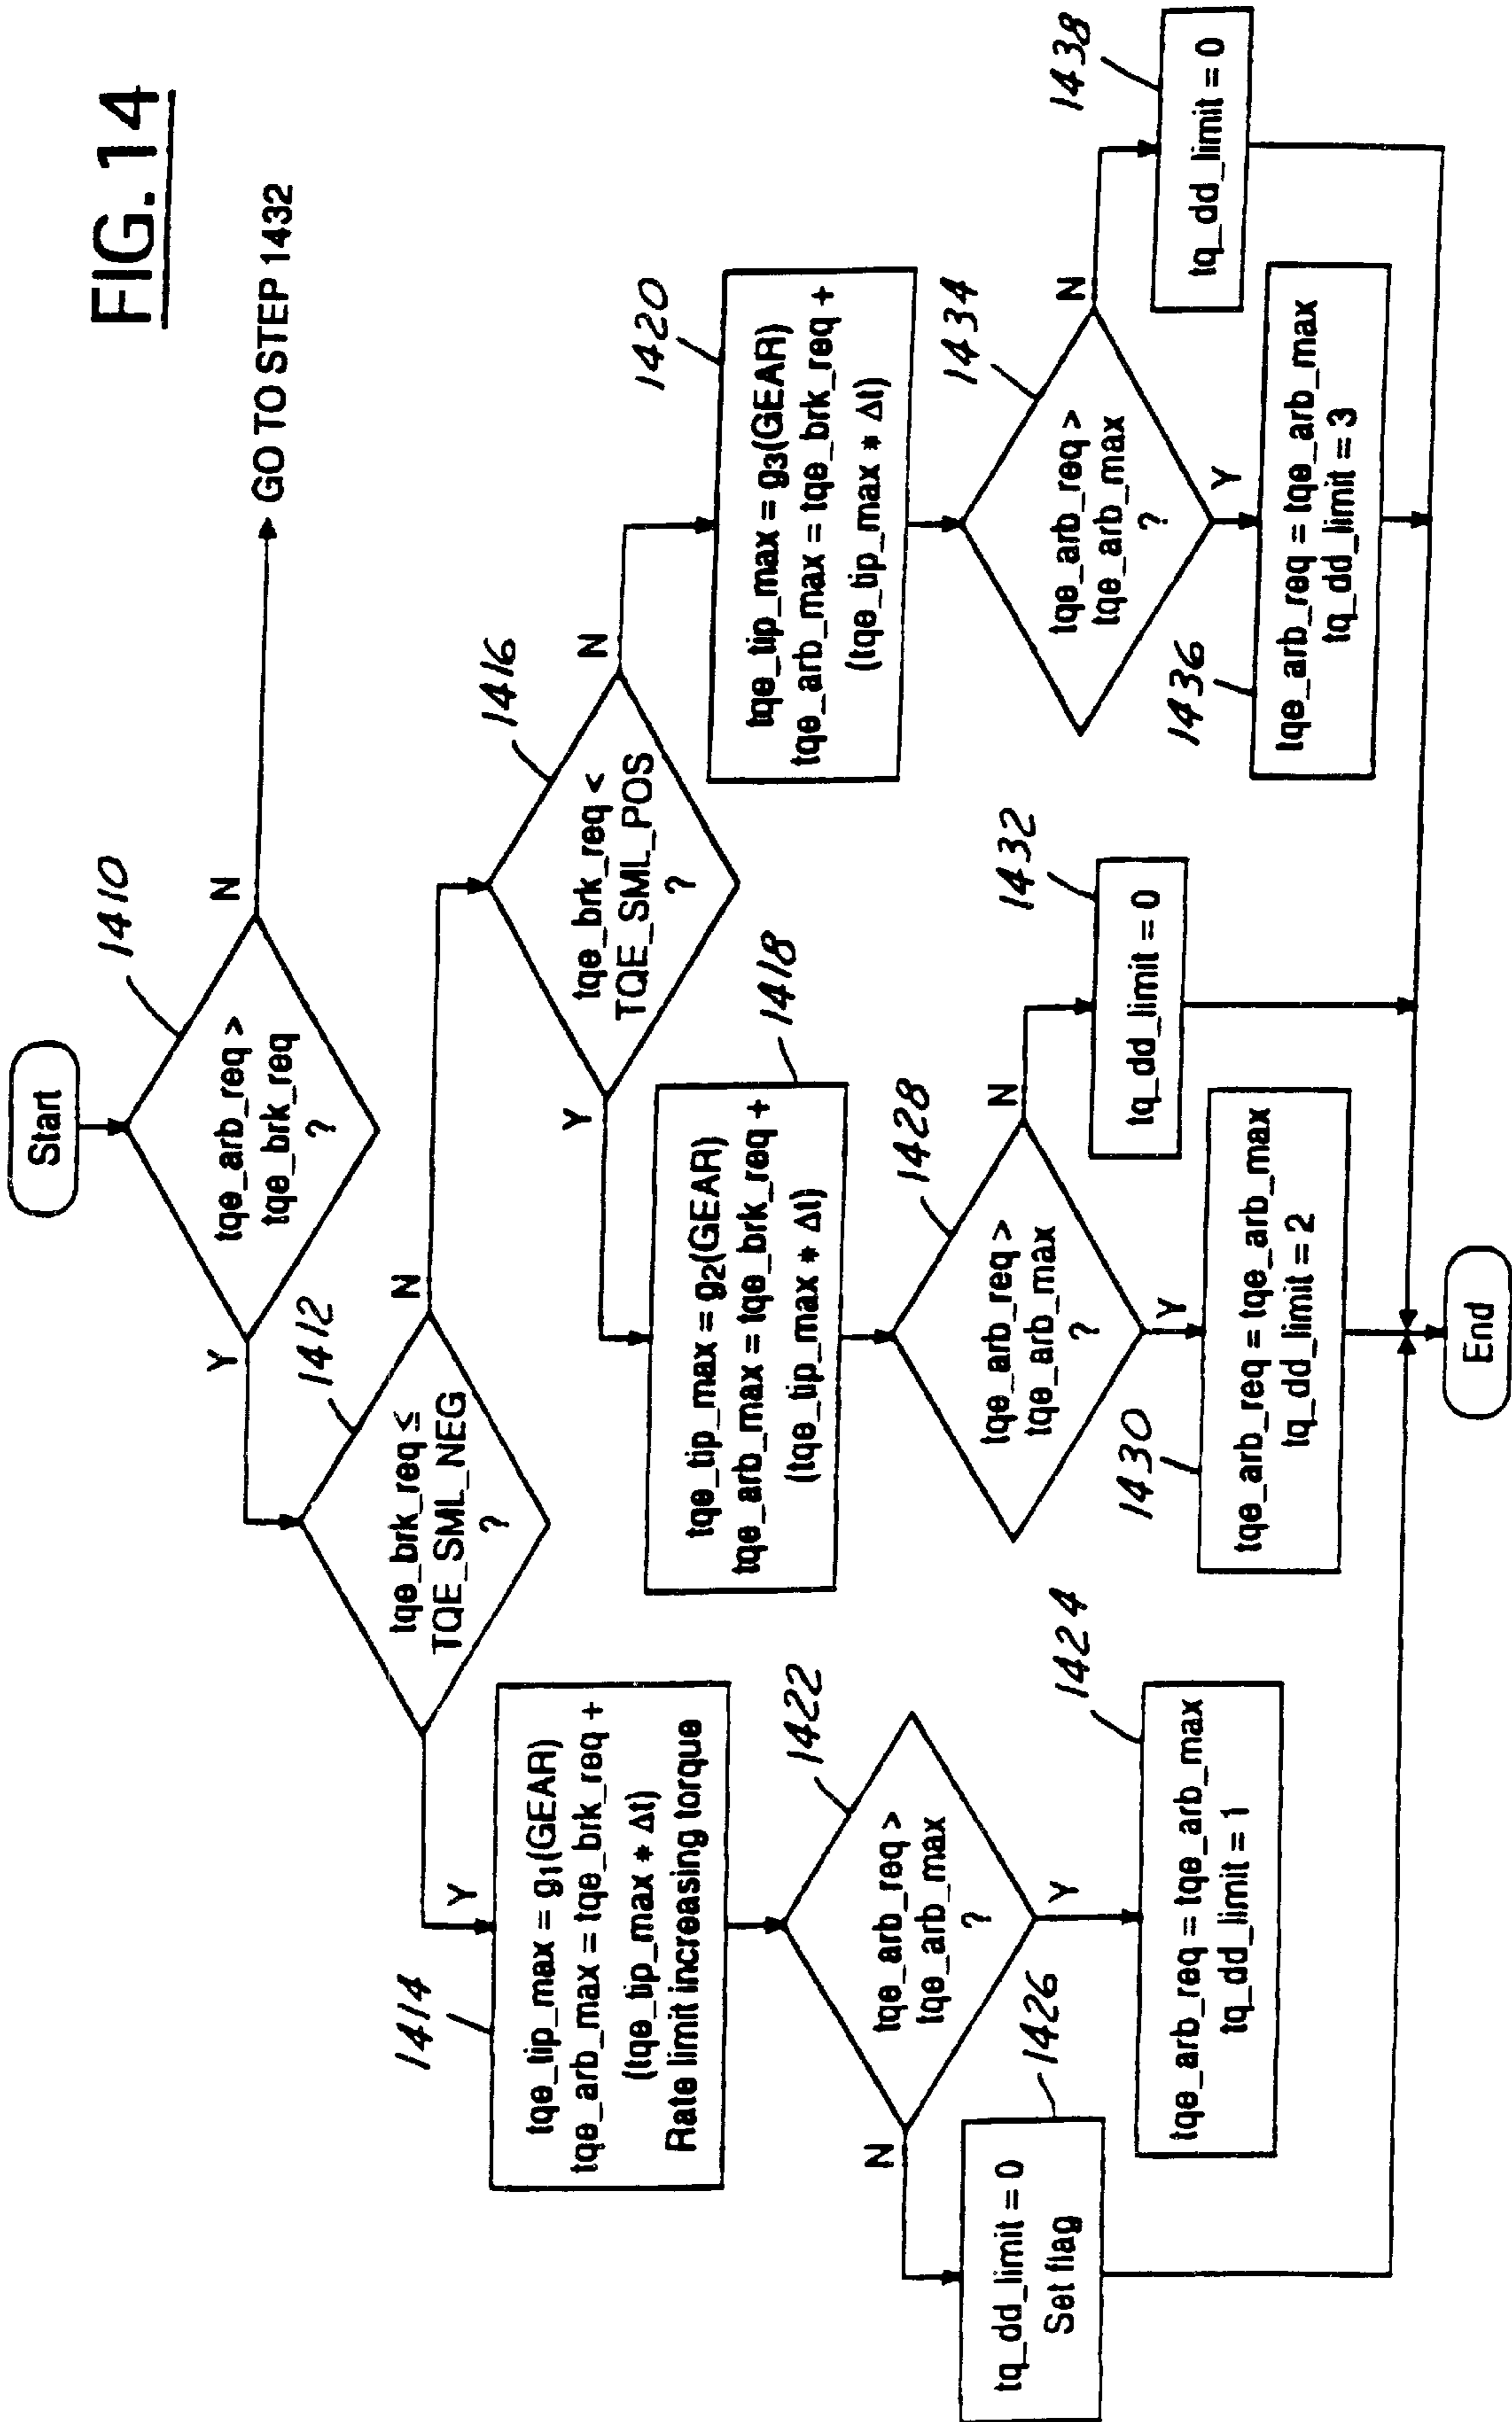 FIG. 14
Start
1410
tqe_arb_req >
tqe_brk_req
?
N
GO TO STEP 1432
Y
1412
tqe_brk_req ≤
TQE_SML_NEG
?
N
Y
1416
tqe_brk_req <
TQE_SML_POS
?
N
Y
1414
tqe_tip_max = g1(GEAR)
tqe_arb_max = tqe_brk_req +
(tqe_tip_max * Δt)
Rate limit increasing torque
1418
tqe_tip_max = g2(GEAR)
tqe_arb_max = tqe_brk_req +
(tqe_tip_max * Δt)
1420
tqe_tip_max = g3(GEAR)
tqe_arb_max = tqe_brk_req +
(tqe_tip_max * Δt)
1422
tqe_arb_req >
tqe_arb_max
?
N
Y
1428
tqe_arb_req >
tqe_arb_max
?
N
Y
1434
tqe_arb_req >
tqe_arb_max
?
N
Y
1426
tq_dd_limit = 0
Set flag
1424
tqe_arb_req = tqe_arb_max
tq_dd_limit = 1
1430
tqe_arb_req = tqe_arb_max
tq_dd_limit = 2
1432
tq_dd_limit = 0
1436
tqe_arb_req = tqe_arb_max
tq_dd_limit = 3
1438
tq_dd_limit = 0
End